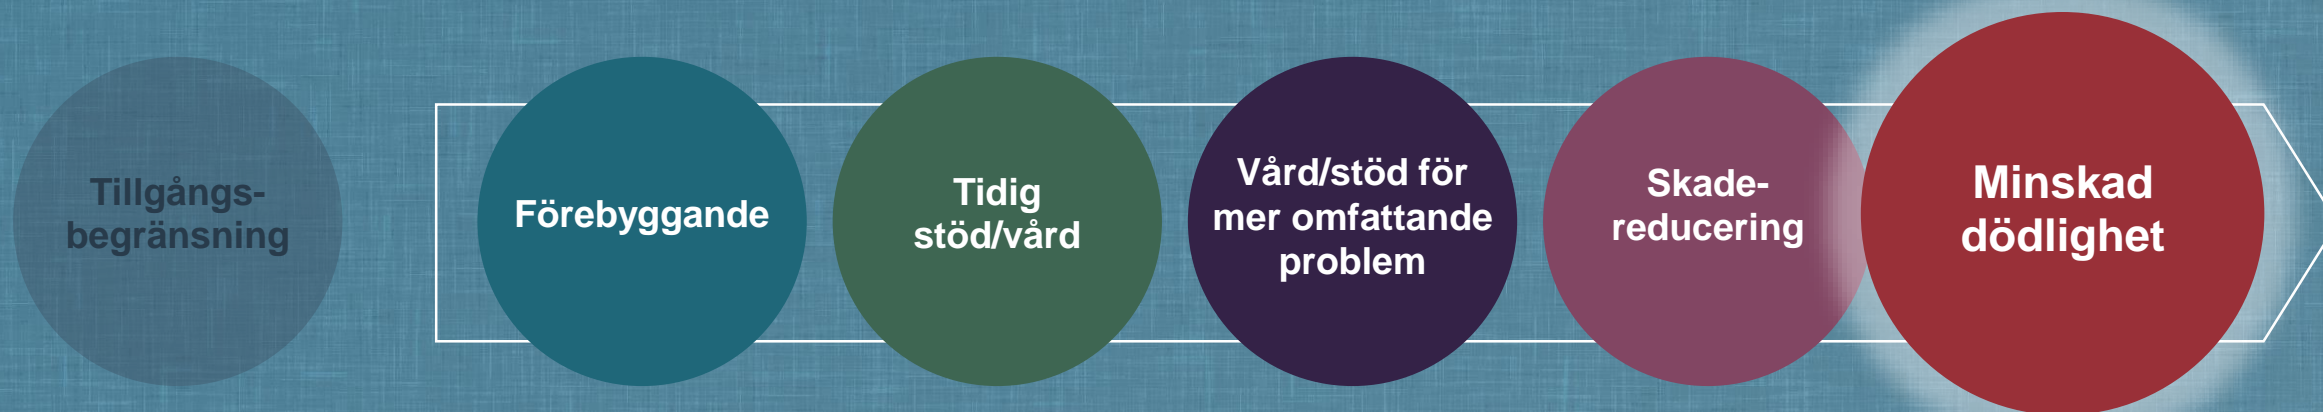 Tillgångs-
begränsning
Förebyggande
Tidig
stöd/vård
Vård/stöd för
mer omfattande
problem
Skade-
reducering
Minskad
dödlighet